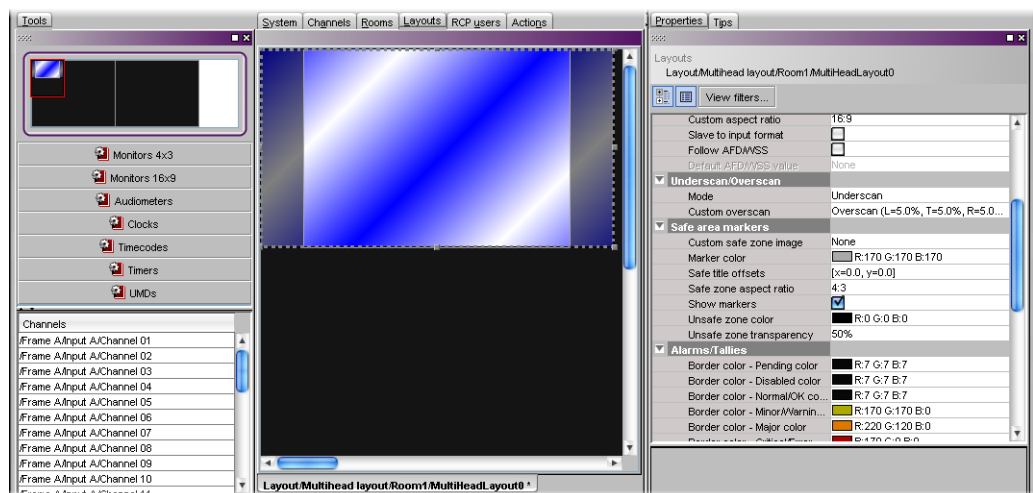 Tools
Monitors 4x3
Monitors 16x9
Audiometers
Clocks
Timecodes
Timers
UMDs
Channels
/Frame A/Input A/Channel 01
/Frame A/Input A/Channel 02
/Frame A/Input A/Channel 03
/Frame A/Input A/Channel 04
/Frame A/Input A/Channel 05
/Frame A/Input A/Channel 06
/Frame A/Input A/Channel 07
/Frame A/Input A/Channel 08
/Frame A/Input A/Channel 09
/Frame A/Input A/Channel 10
System Channels Rooms Layouts RCP users Actions
Layout/Multihead layout/Room1/MultiHeadLayout0 *
Properties Tips
Layouts
Layout/Multihead layout/Room1/MultiHeadLayout0
View filters...
Custom aspect ratio 16:9
Slave to input format
Follow AFD/WSS
Default AFD/WSS value None
Underscan/Overscan
Mode Underscan
Custom overscan Overscan (L=5.0%, T=5.0%, R=5.0...
Safe area markers
Custom safe zone image None
Marker color R:170 G:170 B:170
Safe title offsets [x=0.0, y=0.0]
Safe zone aspect ratio 4:3
Show markers
Unsafe zone color R:0 G:0 B:0
Unsafe zone transparency 50%
Alarms/Tallies
Border color - Pending color R:7 G:7 B:7
Border color - Disabled color R:7 G:7 B:7
Border color - Normal/OK co... R:7 G:7 B:7
Border color - Minor/Warnin... R:170 G:170 B:0
Border color - Major color R:220 G:120 B:0